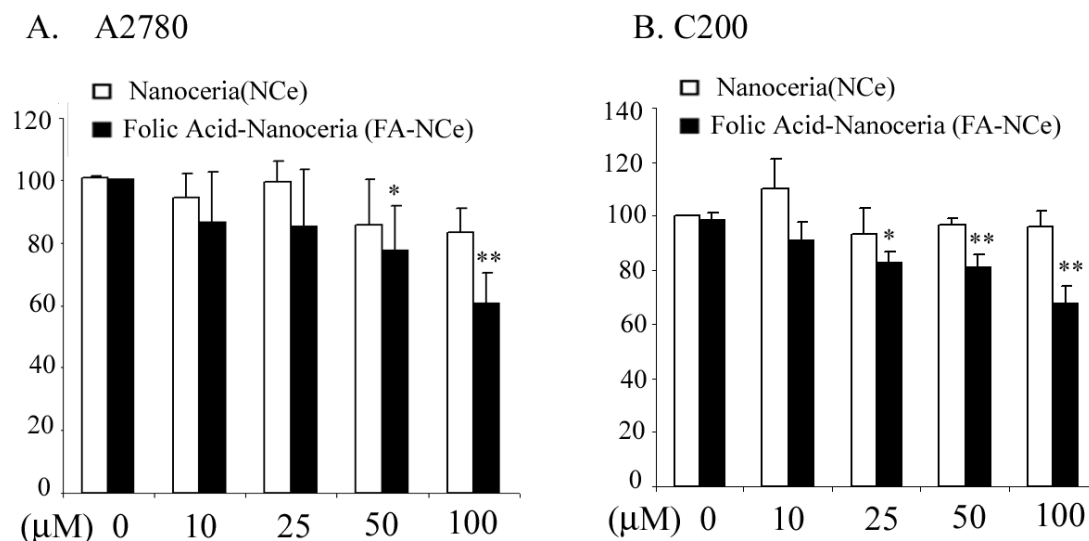 A. A2780
Nanoceria(NCe)
Folic Acid-Nanoceria (FA-NCe)
120
100
80
60
40
20
0
*
**
(µM) 0 10 25 50 100
B. C200
Nanoceria(NCe)
Folic Acid-Nanoceria (FA-NCe)
140
120
100
80
60
40
20
0
*
**
**
(µM) 0 10 25 50 100